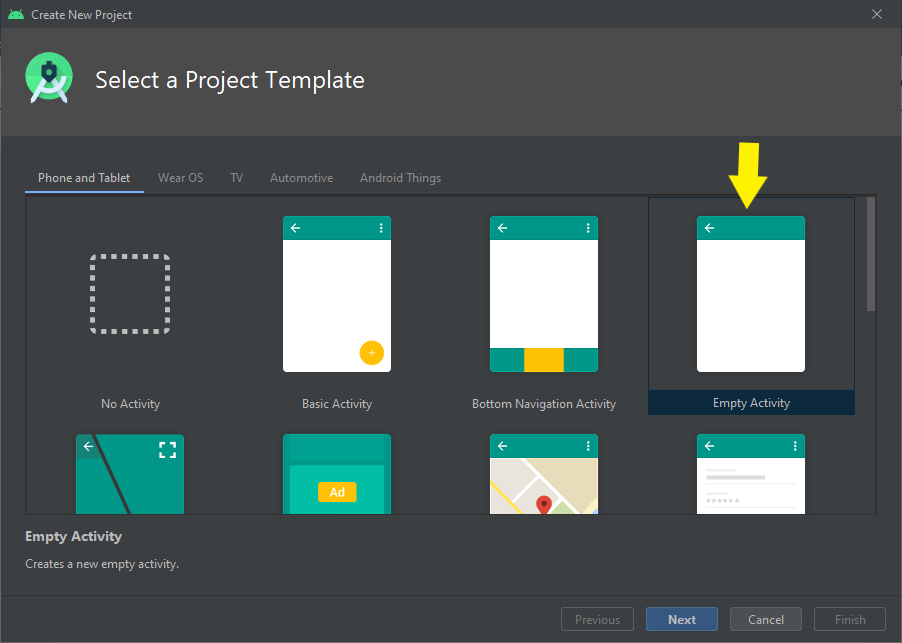 Create New Project
Select a Project Template
Phone and Tablet Wear OS TV Automotive Android Things
No Activity Basic Activity Bottom Navigation Activity Empty Activity
Ad
Empty Activity
Creates a new empty activity.
Previous Next Cancel Finish